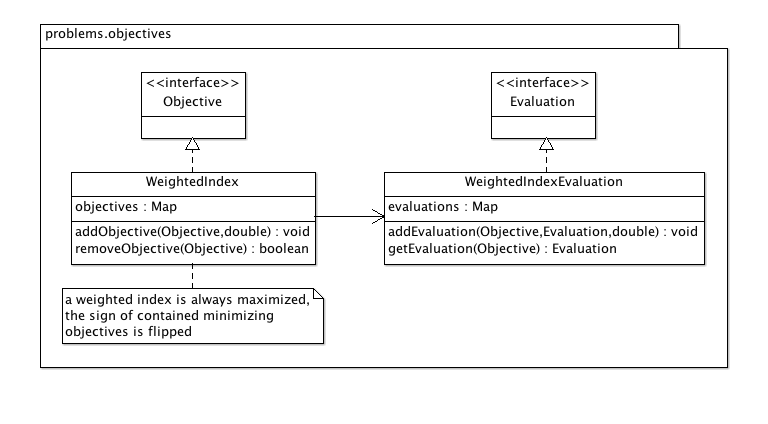 problems.objectives
<<interface>>
Objective
<<interface>>
Evaluation
WeightedIndex
objectives : Map
addObjective(Objective,double) : void
removeObjective(Objective) : boolean
WeightedIndexEvaluation
evaluations : Map
addEvaluation(Objective,Evaluation,double) : void
getEvaluation(Objective) : Evaluation
a weighted index is always maximized,
the sign of contained minimizing
objectives is flipped